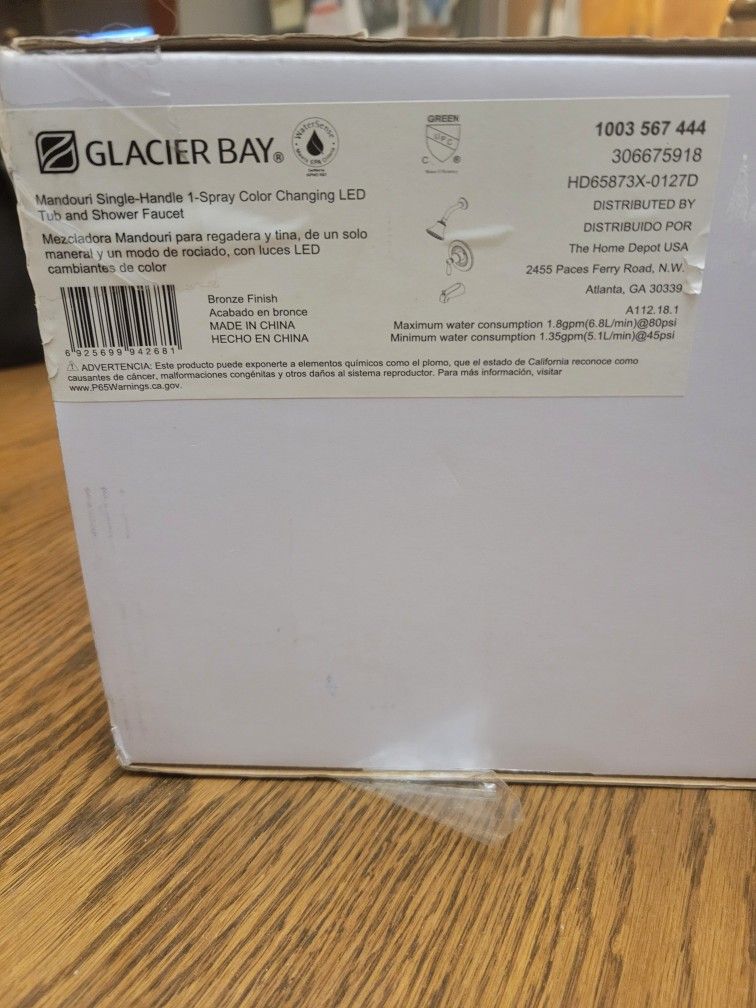 GLACIER BAY®
WaterSense
Meets EPA Criteria
GREEN
UPC
C ®
Mandouri Single-Handle 1-Spray Color Changing LED
Tub and Shower Faucet
Mezcladora Mandouri para regadera y tina, de un solo
maneral y un modo de rociado, con luces LED
cambiantes de color
6 925699 942681
Bronze Finish
Acabado en bronce
MADE IN CHINA
HECHO EN CHINA
1003 567 444
306675918
HD65873X-0127D
DISTRIBUTED BY
DISTRIBUIDO POR
The Home Depot USA
2455 Paces Ferry Road, N.W.
Atlanta, GA 30339
A112.18.1
Maximum water consumption 1.8gpm(6.8L/min)@80psi
Minimum water consumption 1.35gpm(5.1L/min)@45psi
⚠ ADVERTENCIA: Este producto puede exponerte a elementos químicos como el plomo, que el estado de California reconoce como
causantes de cáncer, malformaciones congénitas y otros daños al sistema reproductor. Para más información, visitar
www.P65Warnings.ca.gov.